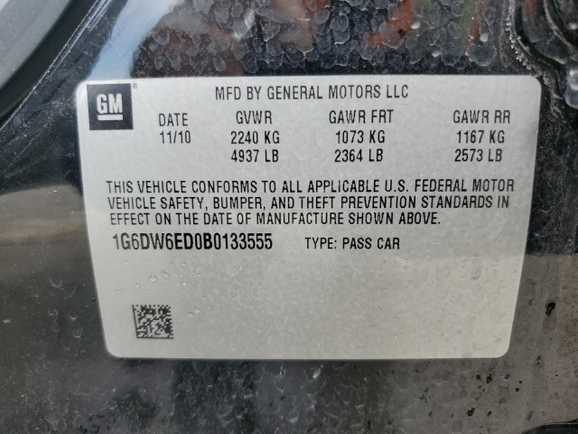 GM
MFD BY GENERAL MOTORS LLC
DATE GVWR GAWR FRT GAWR RR
11/10 2240 KG 1073 KG 1167 KG
4937 LB 2364 LB 2573 LB
THIS VEHICLE CONFORMS TO ALL APPLICABLE U.S. FEDERAL MOTOR
VEHICLE SAFETY, BUMPER, AND THEFT PREVENTION STANDARDS IN
EFFECT ON THE DATE OF MANUFACTURE SHOWN ABOVE.
1G6DW6ED0B0133555 TYPE: PASS CAR